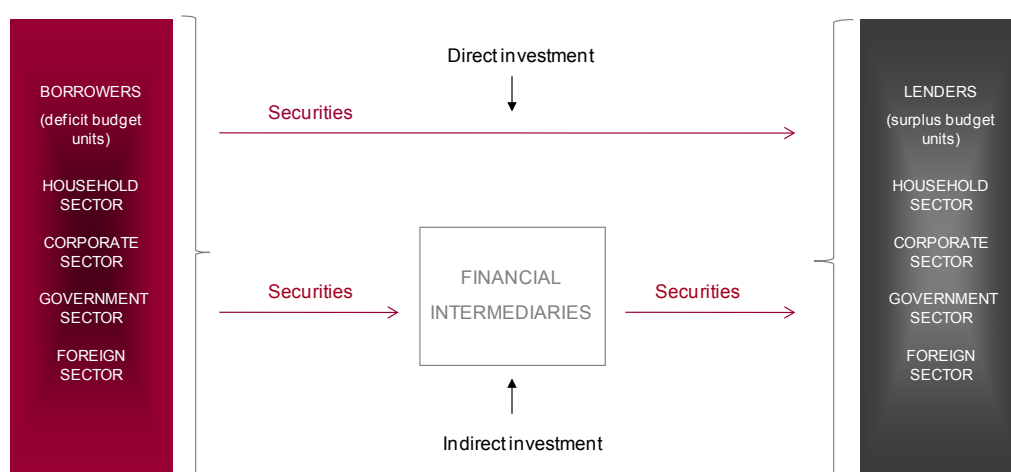 Direct investment
BORROWERS
(deficit budget
units)
HOUSEHOLD
SECTOR
CORPORATE
SECTOR
GOVERNMENT
SECTOR
FOREIGN
SECTOR
Securities
Securities
FINANCIAL
INTERMEDIARIES
Securities
Indirect investment
LENDERS
(surplus budget
units)
HOUSEHOLD
SECTOR
CORPORATE
SECTOR
GOVERNMENT
SECTOR
FOREIGN
SECTOR